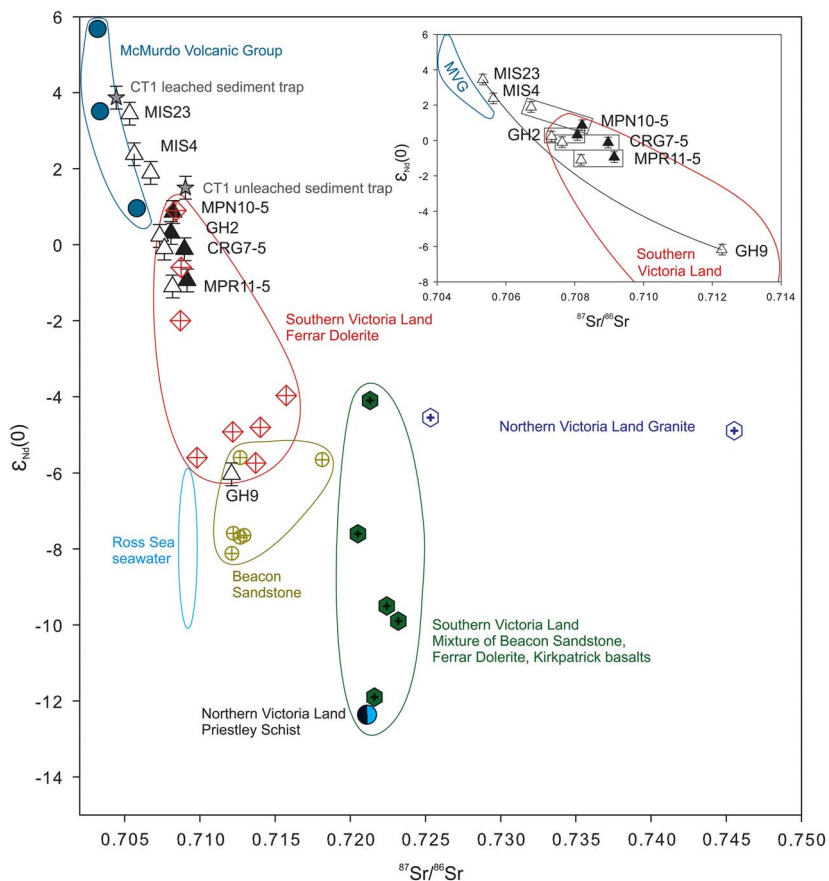 McMurdo Volcanic Group
CT1 leached sediment trap
MIS23
MIS4
CT1 unleached sediment trap
MPN10-5
GH2
CRG7-5
MPR11-5
Southern Victoria Land
Ferrar Dolerite
Northern Victoria Land Granite
GH9
Ross Sea
seawater
Beacon
Sandstone
Southern Victoria Land
Mixture of Beacon Sandstone,
Ferrar Dolerite, Kirkpatrick basalts
Northern Victoria Land
Priestley Schist
6
4
2
0
-2
-4
-6
-8
-10
-12
-14
εNd(0)
0.705 0.710 0.715 0.720 0.725 0.730 0.735 0.740 0.745 0.750
87Sr/86Sr
MVG
MIS23
MIS4
MPN10-5
GH2
CRG7-5
MPR11-5
GH9
Southern
Victoria Land
6
4
2
0
-2
-4
-6
-8
εNd(0)
0.704 0.706 0.708 0.710 0.712 0.714
87Sr/86Sr